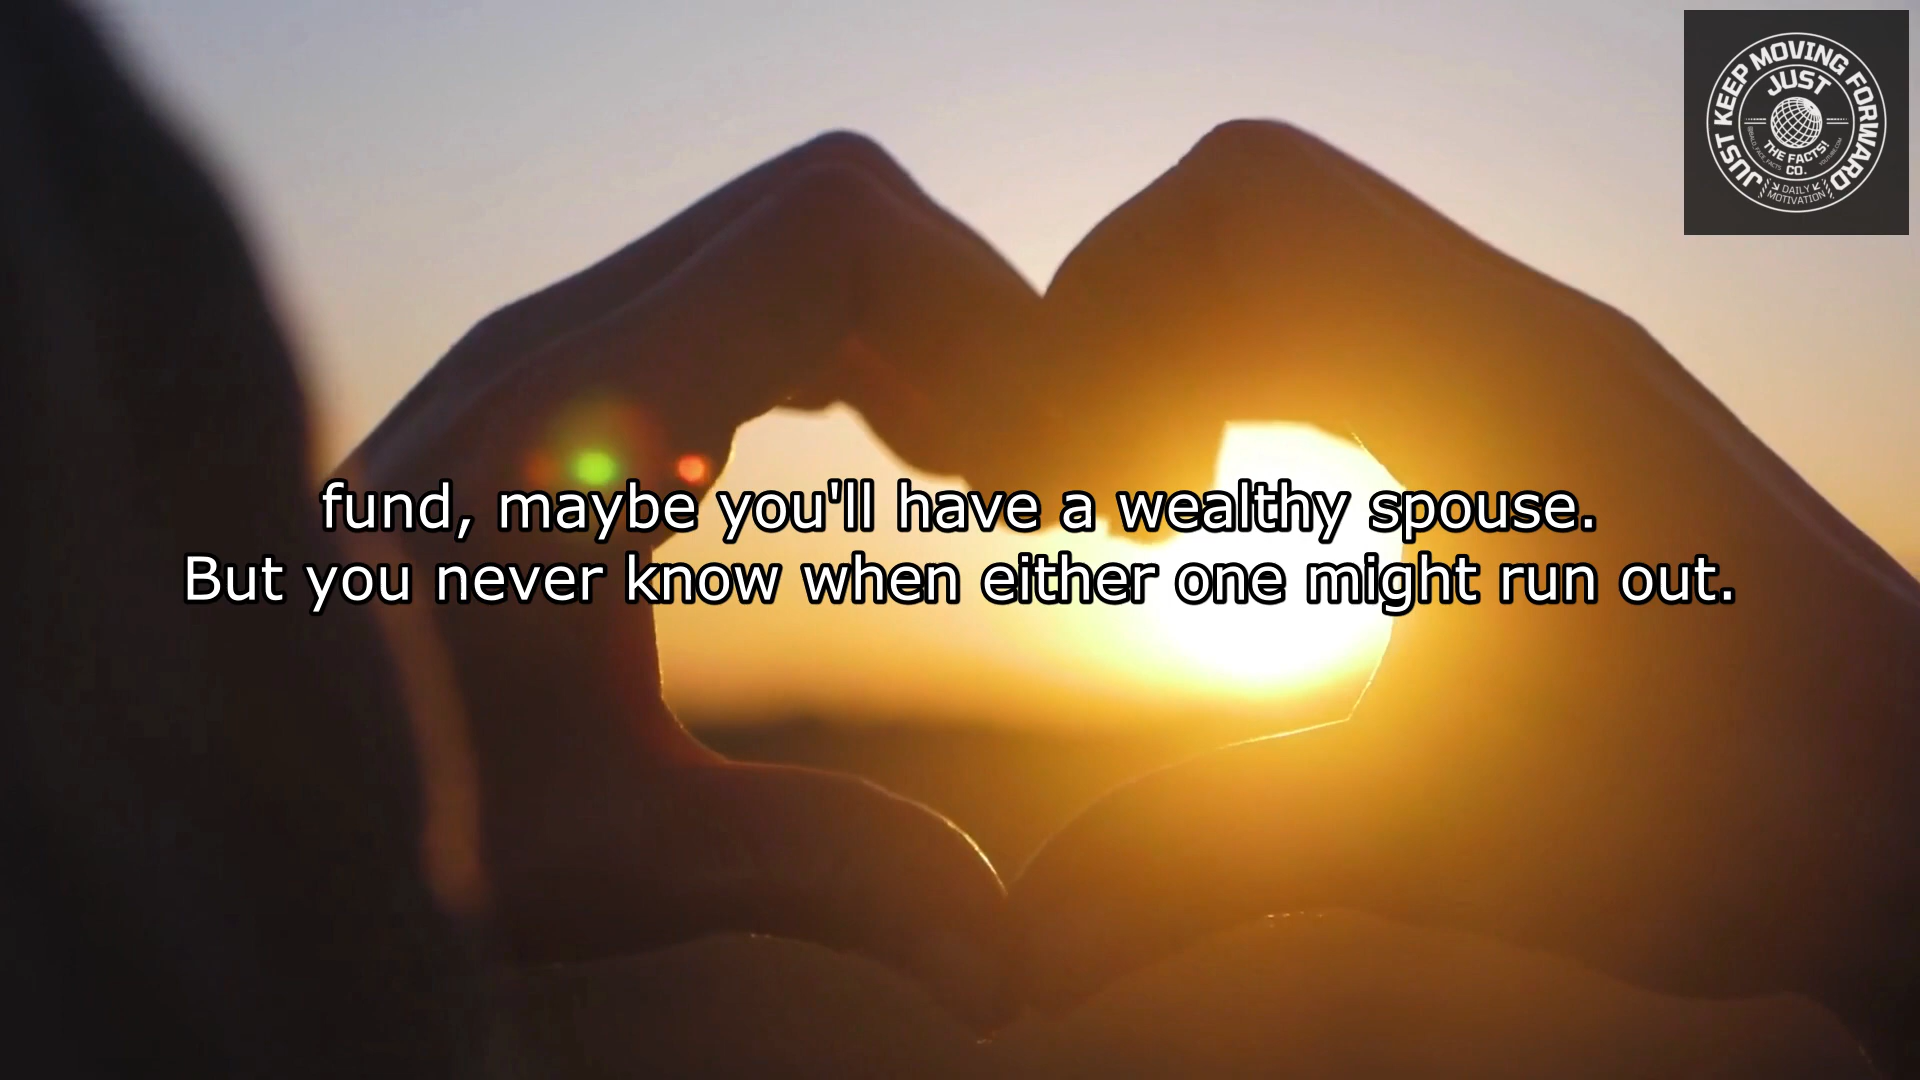 fund, maybe you'll have a wealthy spouse.
But you never know when either one might run out.
JUST KEEP MOVING FORWARD
JUST
THE FACTS!
CO.
DAILY
MOTIVATION